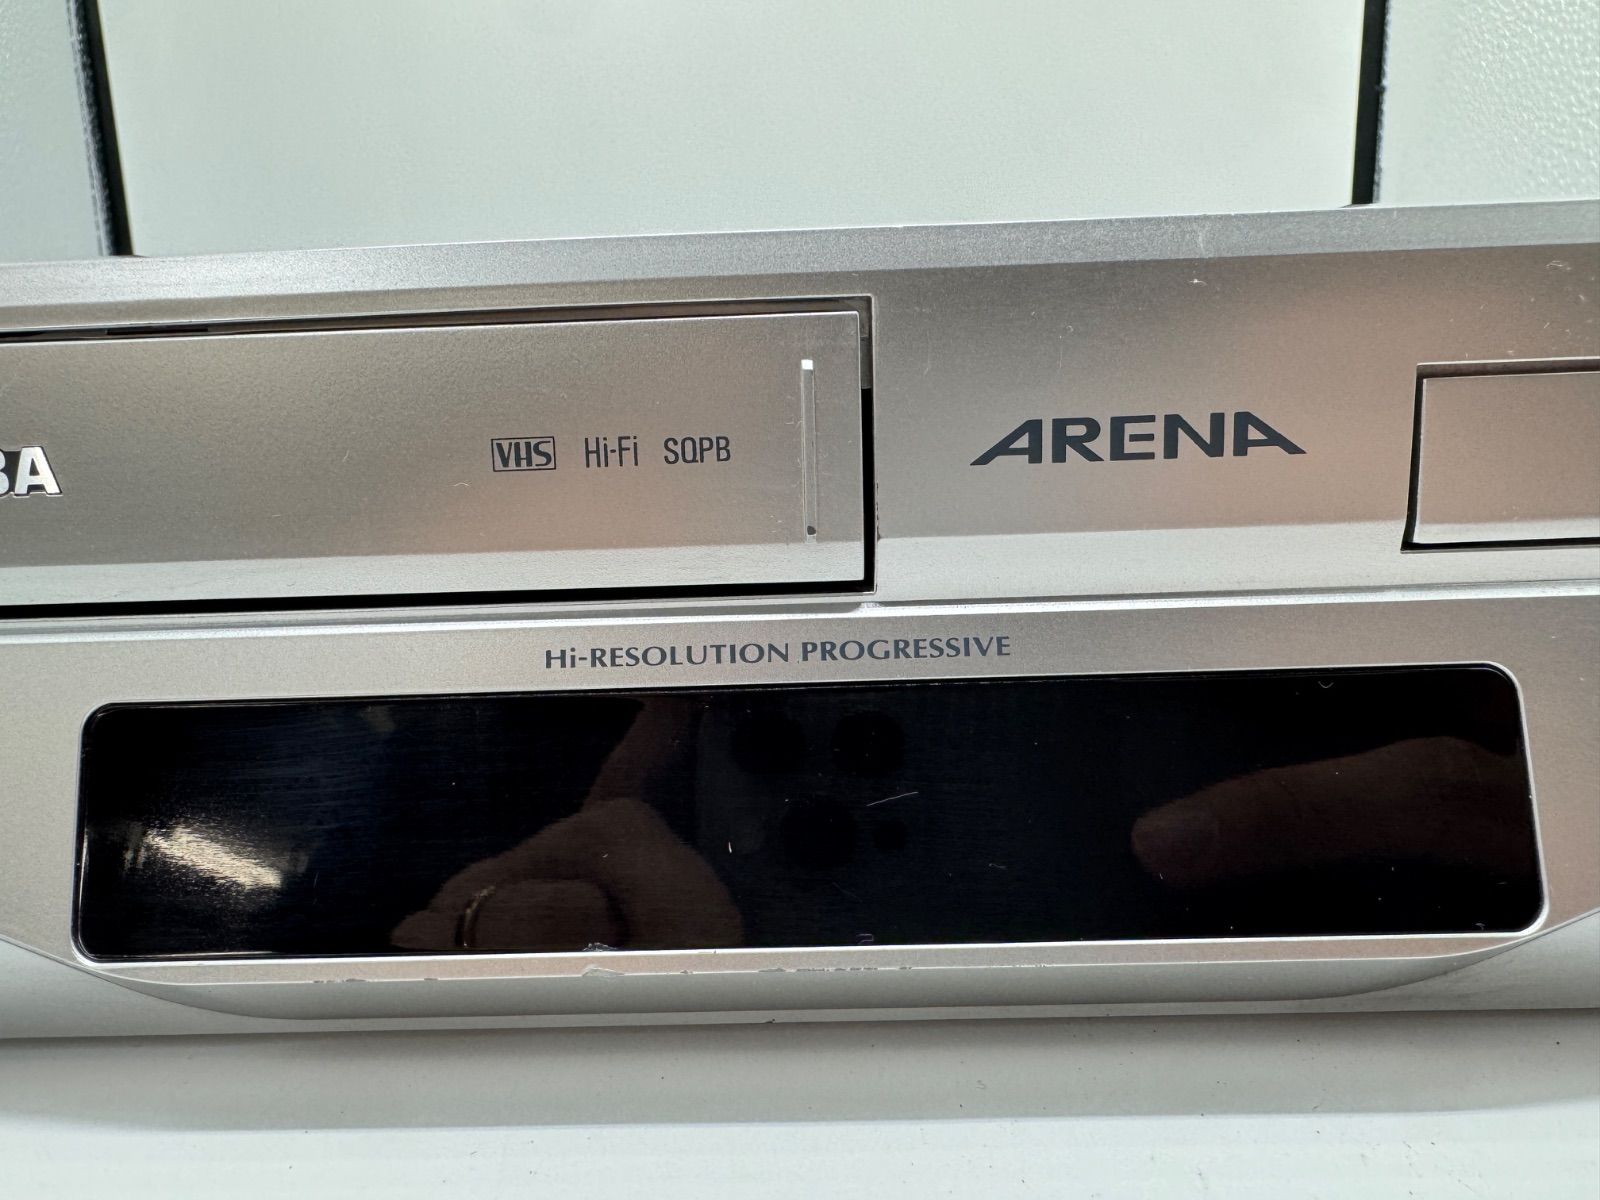 BA
VHS Hi-Fi SQPB
ARENA
Hi-RESOLUTION PROGRESSIVE